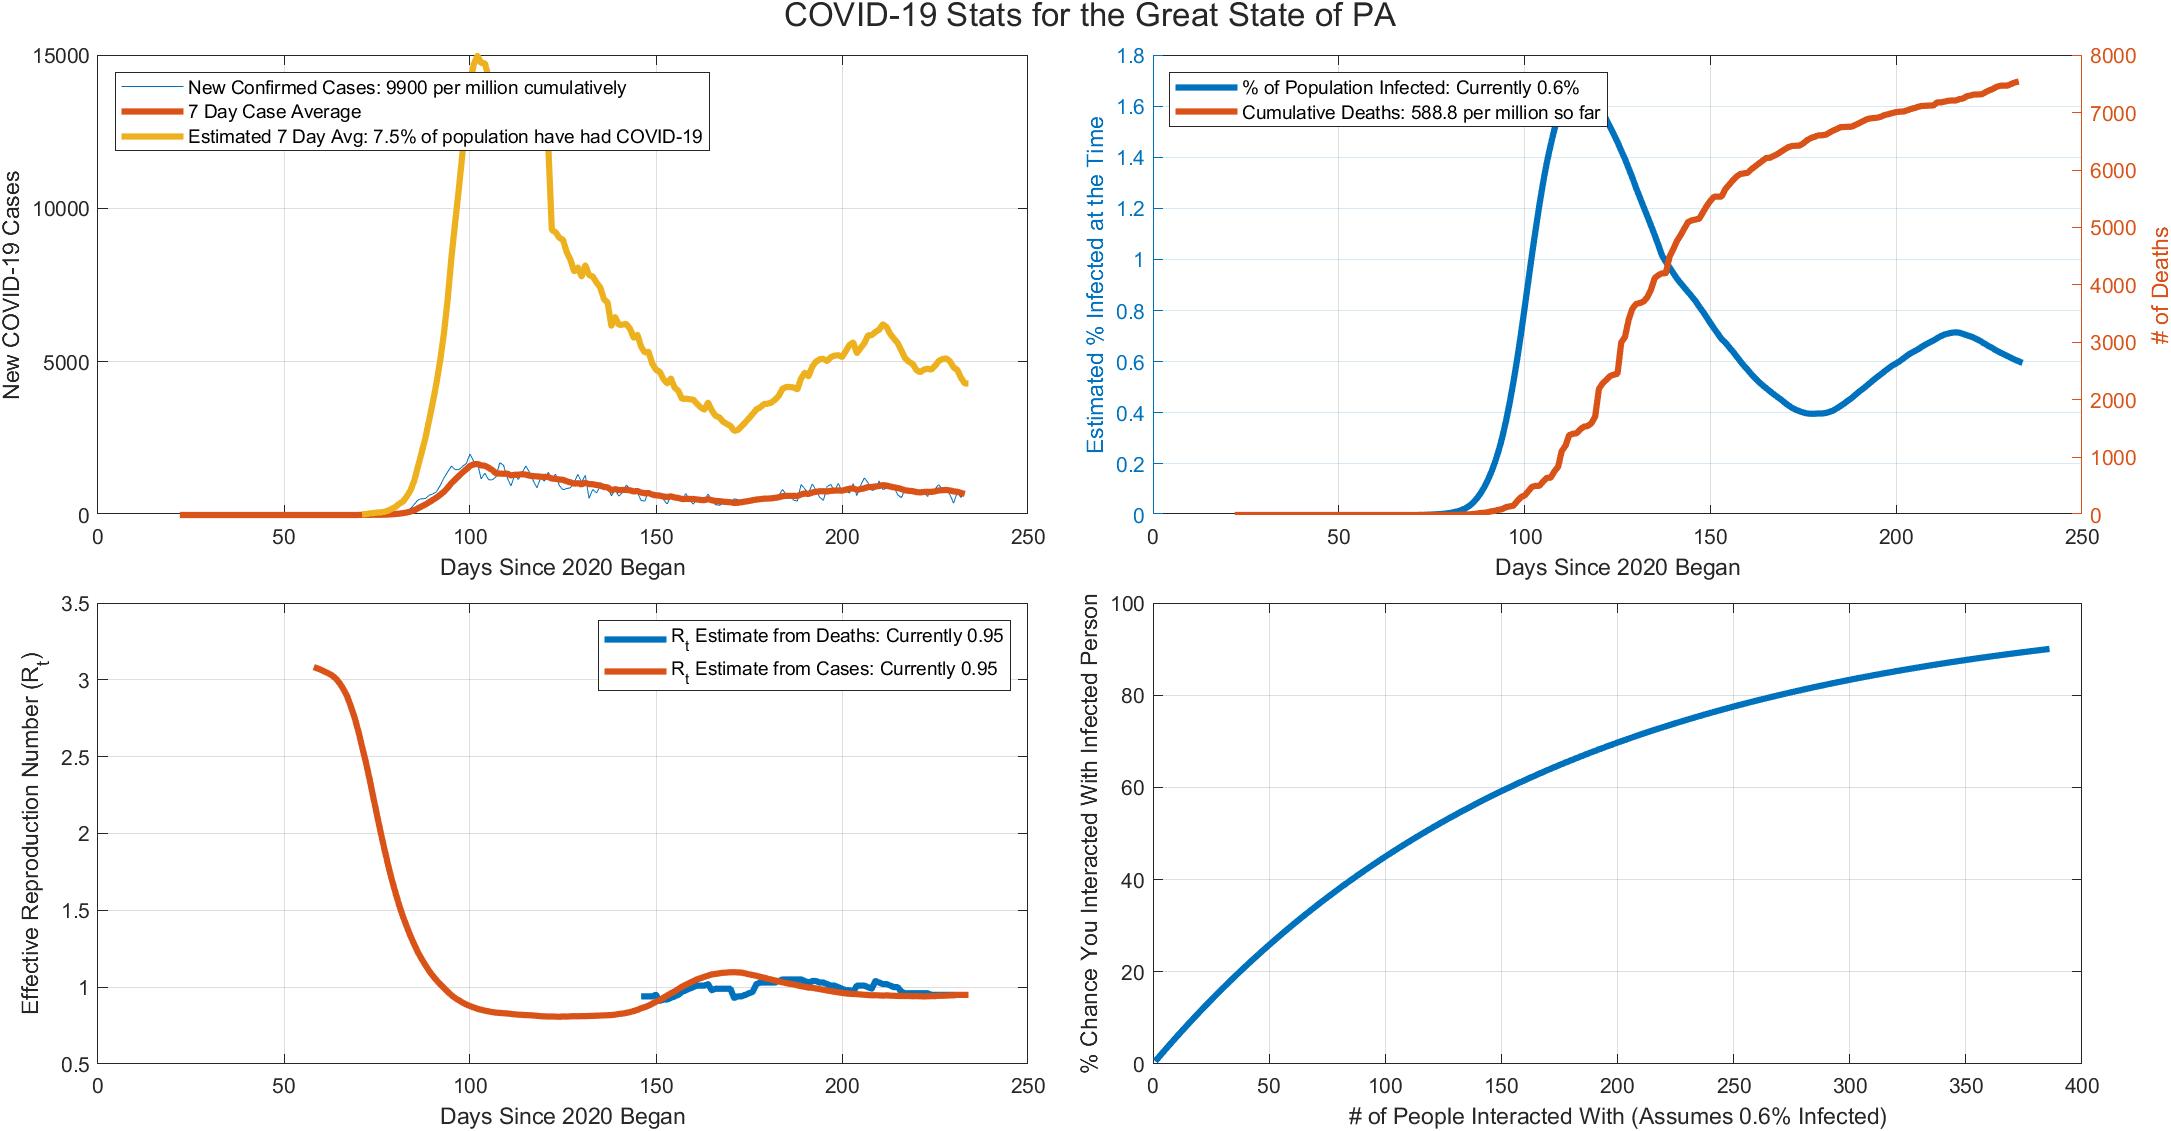 COVID-19 Stats for the Great State of PA
New COVID-19 Cases
15000
10000
5000
0
New Confirmed Cases: 9900 per million cumulatively
7 Day Case Average
Estimated 7 Day Avg: 7.5% of population have had COVID-19
0 50 100 150 200 250
Days Since 2020 Began
Estimated % Infected at the Time
1.8
1.6
1.4
1.2
1
0.8
0.6
0.4
0.2
0
% of Population Infected: Currently 0.6%
Cumulative Deaths: 588.8 per million so far
8000
7000
6000
5000
4000
3000
2000
1000
0
# of Deaths
0 50 100 150 200 250
Days Since 2020 Began
Effective Reproduction Number (Rt)
3.5
3
2.5
2
1.5
1
0.5
Rt Estimate from Deaths: Currently 0.95
Rt Estimate from Cases: Currently 0.95
0 50 100 150 200 250
Days Since 2020 Began
% Chance You Interacted With Infected Person
100
80
60
40
20
0
0 50 100 150 200 250 300 350 400
# of People Interacted With (Assumes 0.6% Infected)